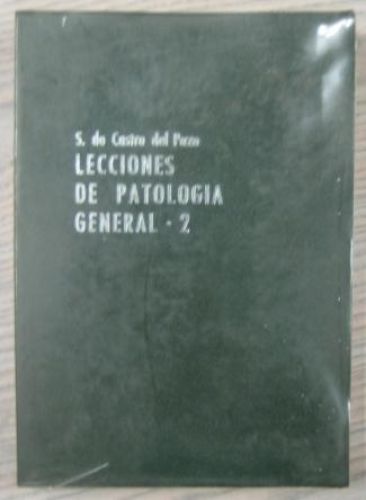 S. de Castro del Pozo
LECCIONES
DE PATOLOGIA
GENERAL - 2